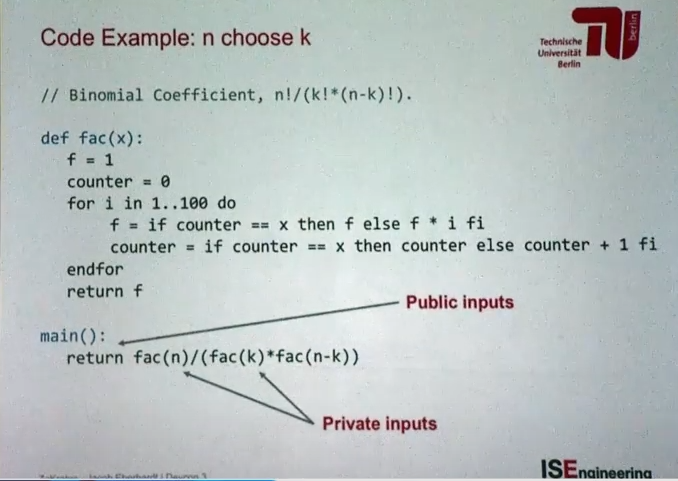 Code Example: n choose k
Technische
Universität
Berlin
berlin
// Binomial Coefficient, n!/(k!*(n-k)!).
def fac(x):
f = 1
counter = 0
for i in 1..100 do
f = if counter == x then f else f * i fi
counter = if counter == x then counter else counter + 1 fi
endfor
return f
Public inputs
main():
return fac(n)/(fac(k)*fac(n-k))
Private inputs
ISEngineering